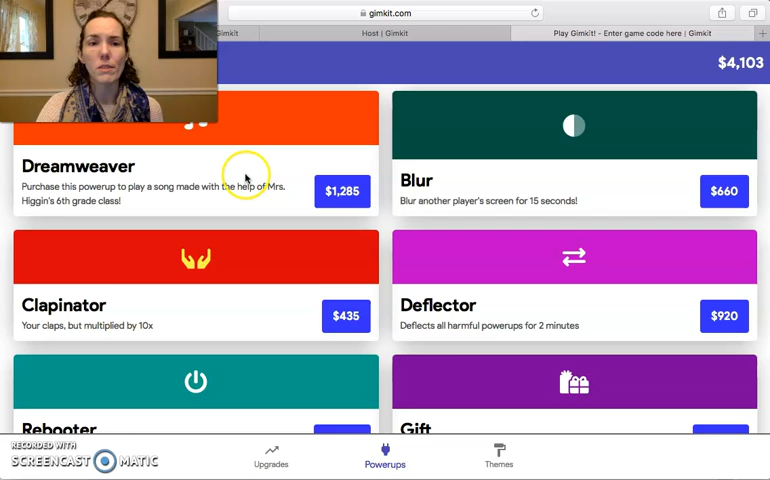 gimkit.com
Gimkit
Host | Gimkit
Play Gimkit! - Enter game code here | Gimkit
$4,103
Dreamweaver
Purchase this powerup to play a song made with the help of Mrs.
Higgin's 6th grade class!
$1,285
Blur
Blur another player's screen for 15 seconds!
$660
Clapinator
Your claps, but multiplied by 10x
$435
Deflector
Deflects all harmful powerups for 2 minutes
$920
Rebooter
Gift
RECORDED WITH
SCREENCAST MATIC
Upgrades
Powerups
Themes